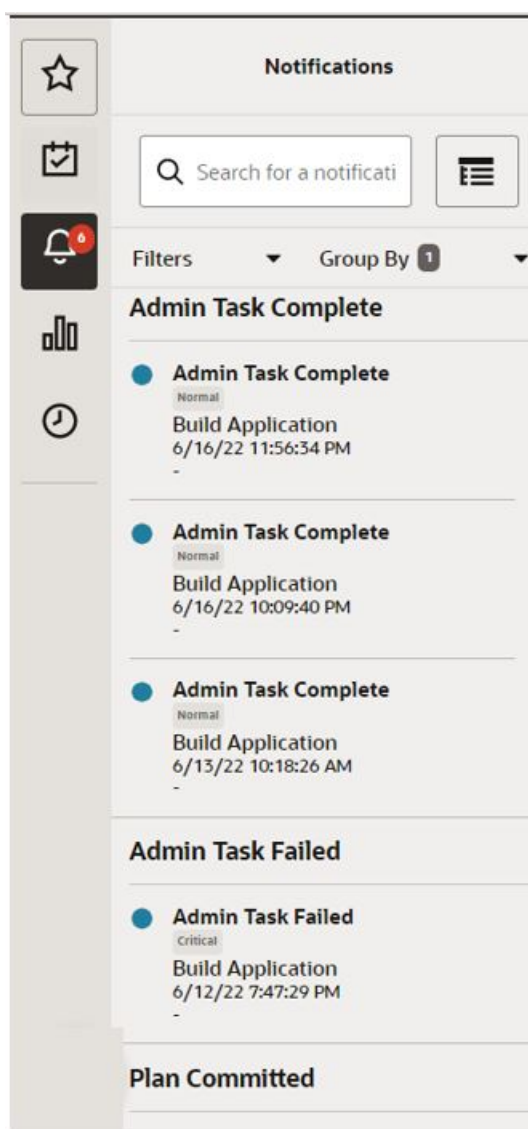 Notifications
Search for a notificati
6
Filters Group By 1
Admin Task Complete
Admin Task Complete
Normal
Build Application
6/16/22 11:56:34 PM
-
Admin Task Complete
Normal
Build Application
6/16/22 10:09:40 PM
-
Admin Task Complete
Normal
Build Application
6/13/22 10:18:26 AM
-
Admin Task Failed
Admin Task Failed
Critical
Build Application
6/12/22 7:47:29 PM
-
Plan Committed